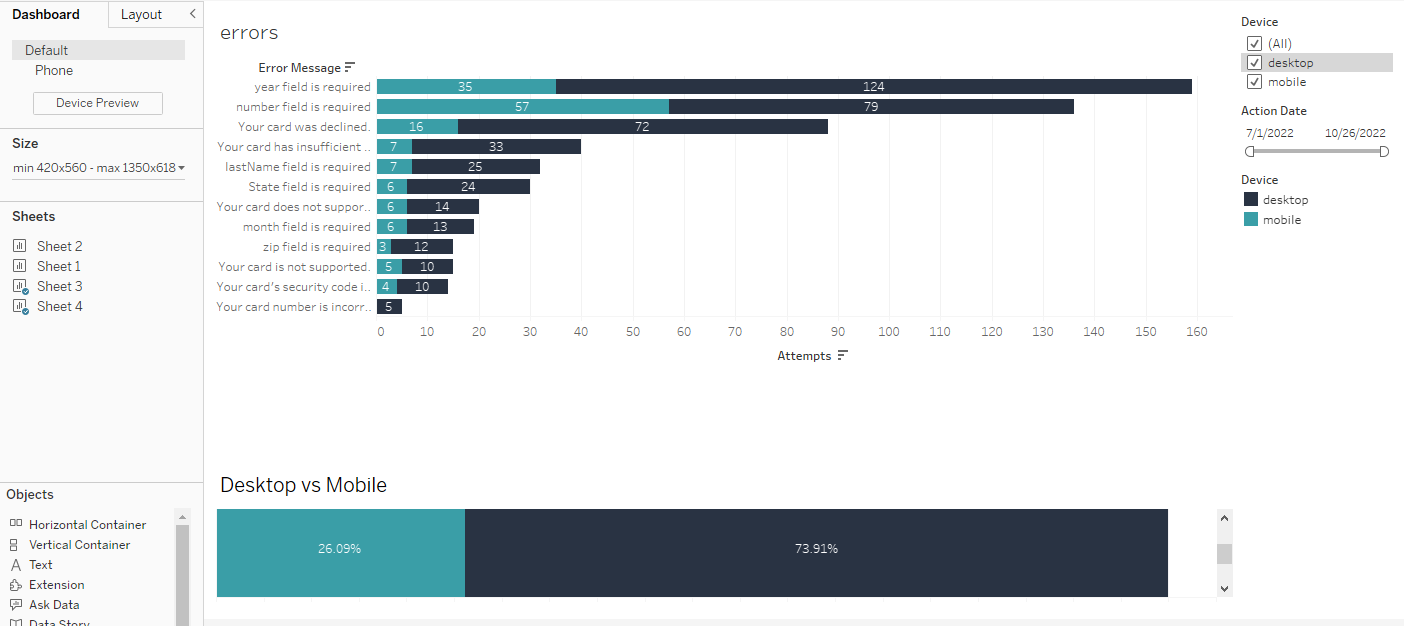 Dashboard
Layout
Default
Phone
Device Preview
Size
min 420x560 - max 1350x618
Sheets
Sheet 2
Sheet 1
Sheet 3
Sheet 4
Objects
Horizontal Container
Vertical Container
Text
Extension
Ask Data
Data Story
errors
Error Message
year field is required 35 124
number field is required 57 79
Your card was declined. 16 72
Your card has insufficient .. 7 33
lastName field is required 7 25
State field is required 6 24
Your card does not suppor.. 6 14
month field is required 6 13
zip field is required 3 12
Your card is not supported. 5 10
Your card's security code i.. 4 10
Your card number is incorr.. 5
0 10 20 30 40 50 60 70 80 90 100 110 120 130 140 150 160
Attempts
Desktop vs Mobile
26.09% 73.91%
Device
(All)
desktop
mobile
Action Date
7/1/2022 10/26/2022
Device
desktop
mobile